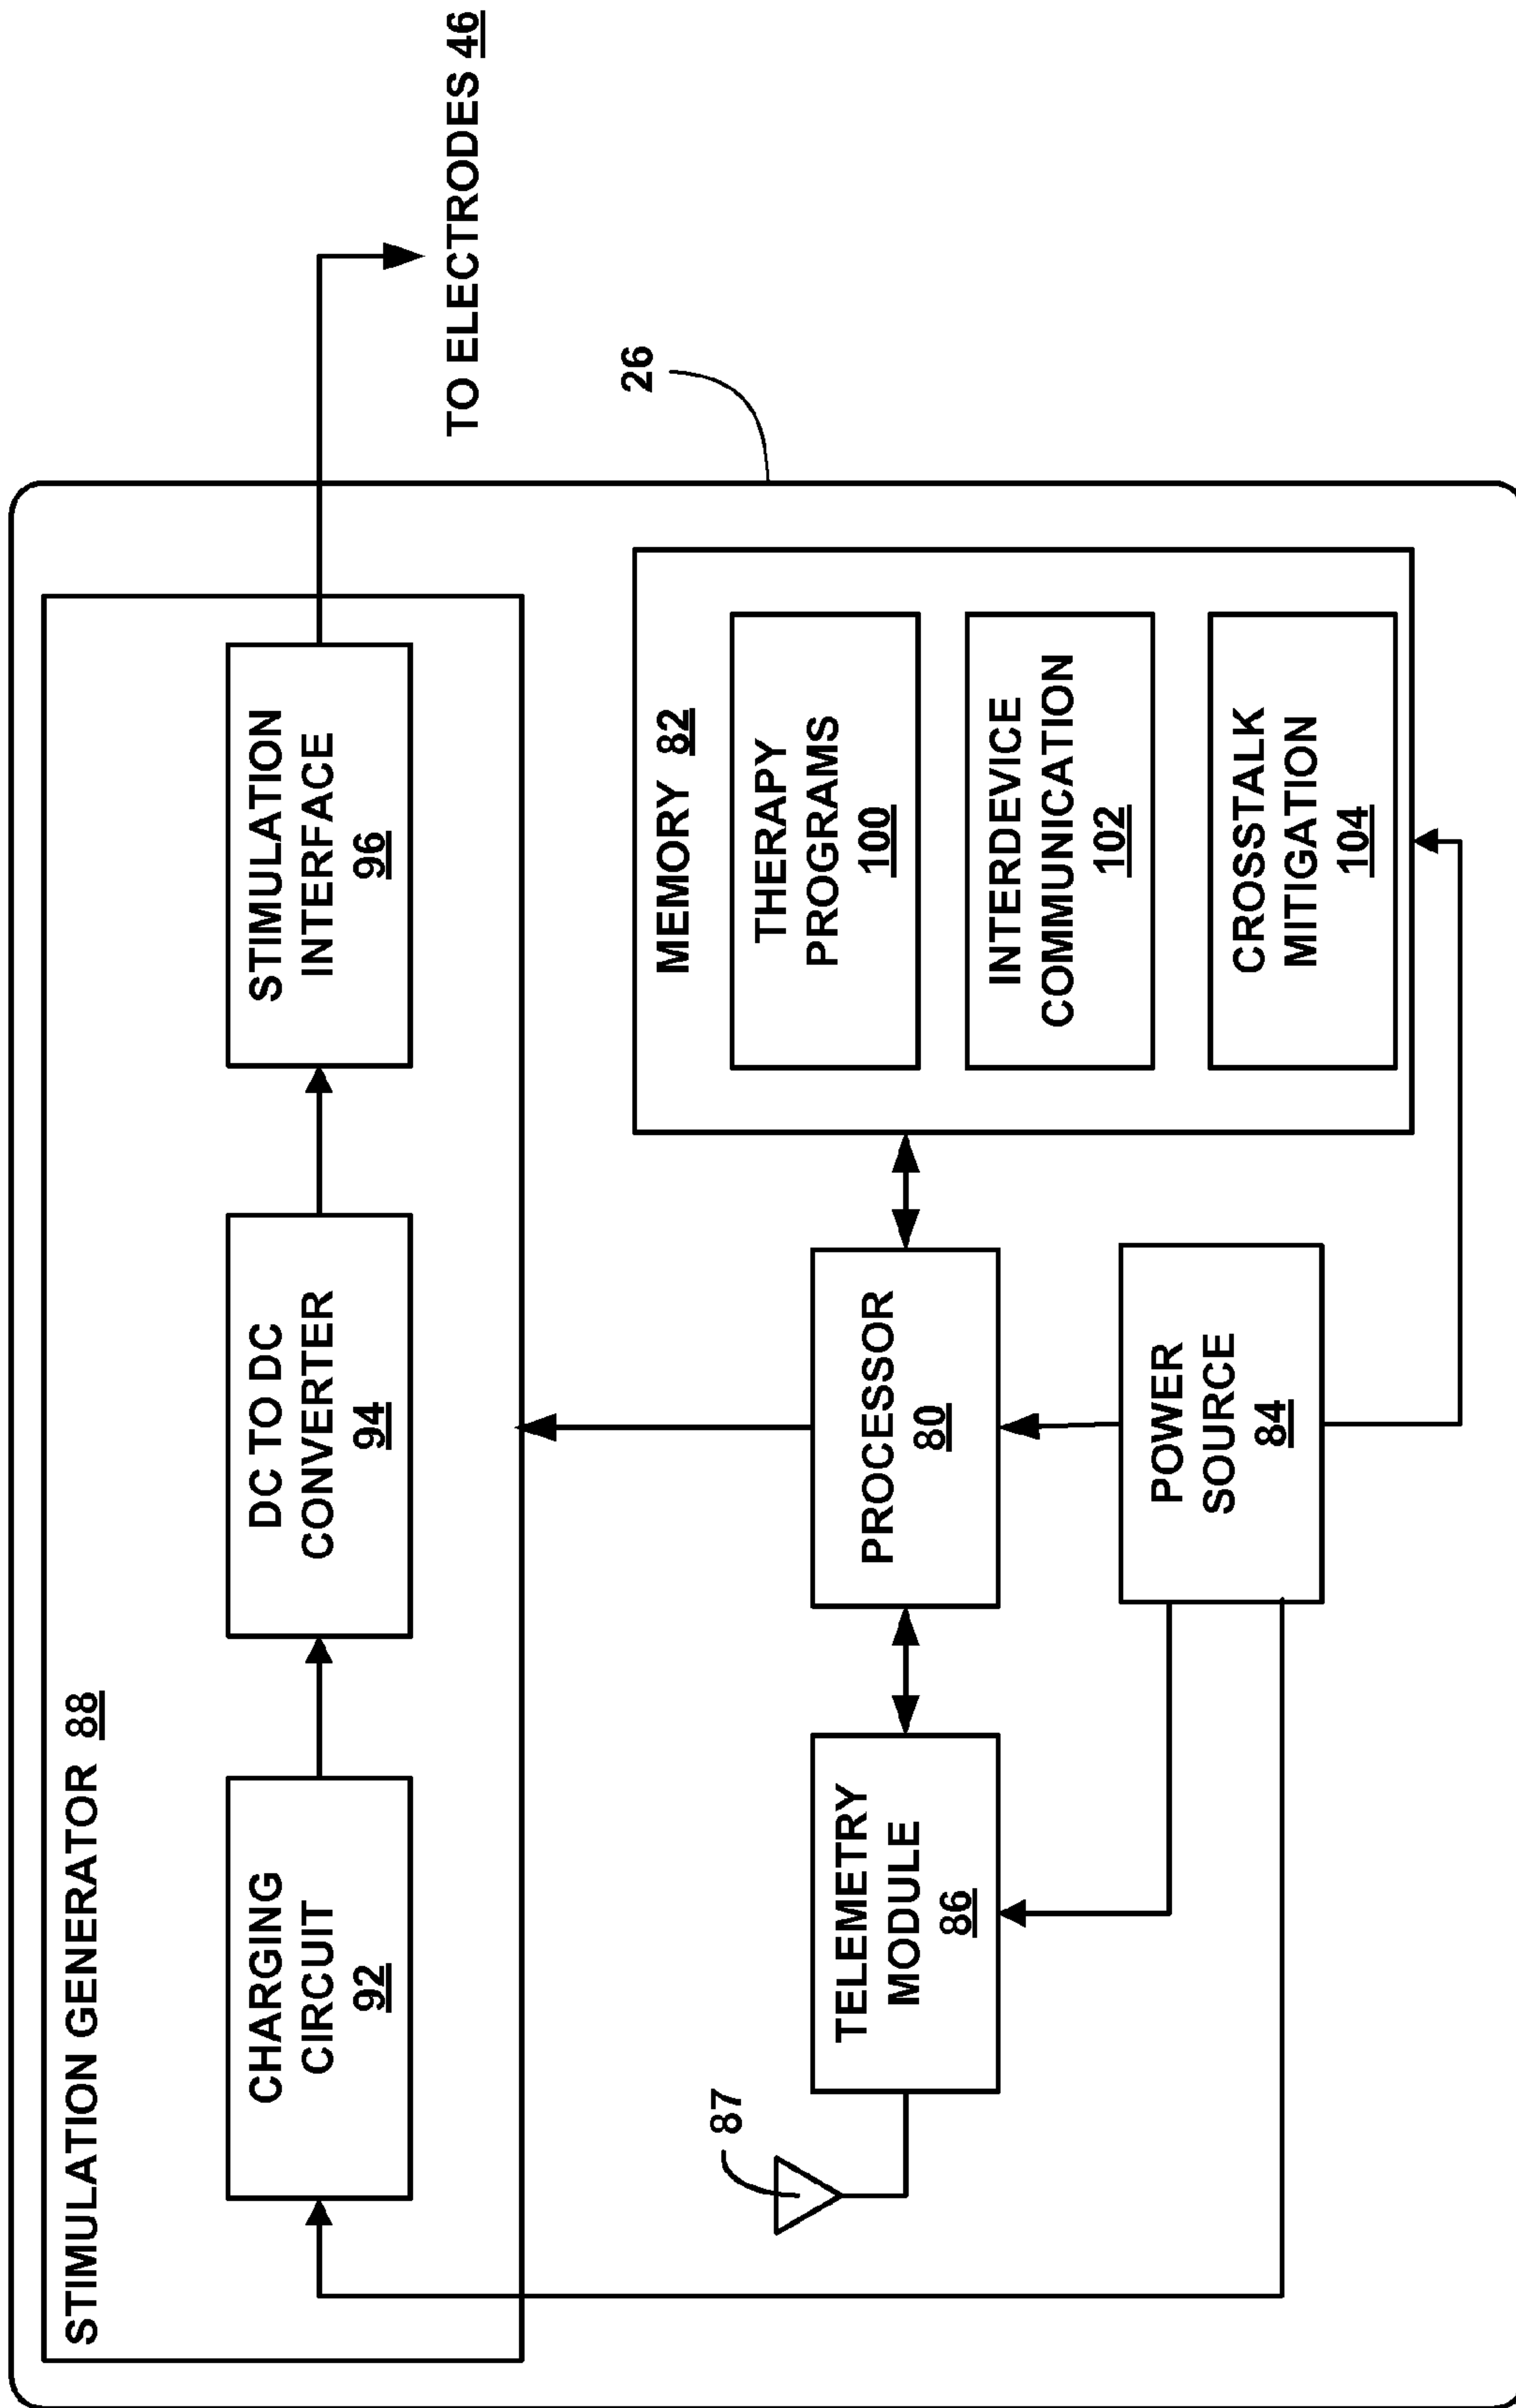 STIMULATION GENERATOR 88
CHARGING
CIRCUIT
92
DC TO DC
CONVERTER
94
STIMULATION
INTERFACE
96
TO ELECTRODES 46
26
87
TELEMETRY
MODULE
86
PROCESSOR
80
POWER
SOURCE
84
MEMORY 82
THERAPY
PROGRAMS
100
INTERDEVICE
COMMUNICATION
102
CROSSTALK
MITIGATION
104